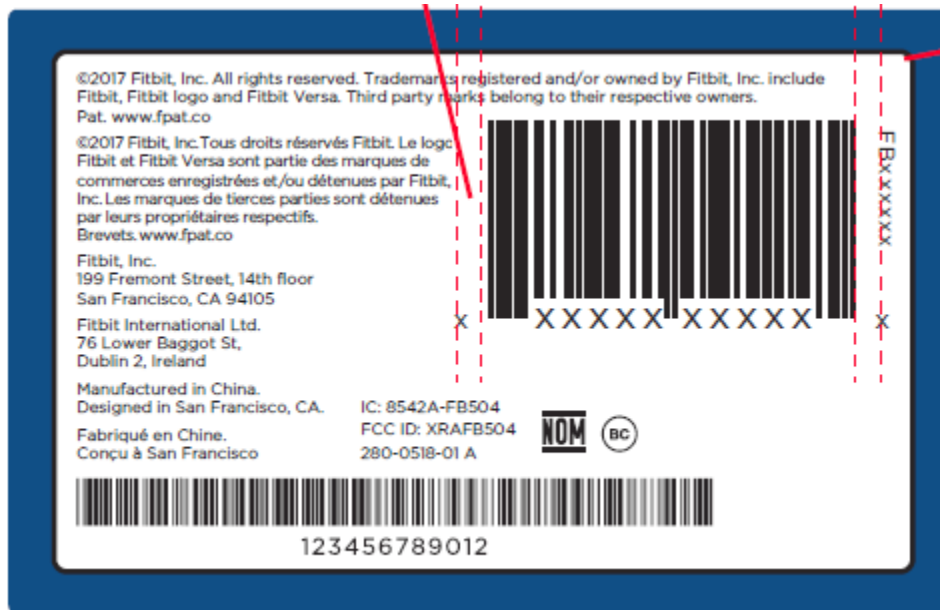 ©2017 Fitbit, Inc. All rights reserved. Trademarks registered and/or owned by Fitbit, Inc. include
Fitbit, Fitbit logo and Fitbit Versa. Third party marks belong to their respective owners.
Pat. www.fpat.co
©2017 Fitbit, Inc.Tous droits réservés Fitbit. Le logo
Fitbit et Fitbit Versa sont partie des marques de
commerces enregistrées et/ou détenues par Fitbit,
Inc. Les marques de tierces parties sont détenues
par leurs propriétaires respectifs.
Brevets. www.fpat.co
Fitbit, Inc.
199 Fremont Street, 14th floor
San Francisco, CA 94105
Fitbit International Ltd.
76 Lower Baggot St,
Dublin 2, Ireland
Manufactured in China.
Designed in San Francisco, CA.
Fabriqué en Chine.
Conçu à San Francisco
IC: 8542A-FB504
FCC ID: XRAFB504
280-0518-01 A
NOM
BC
x XXXXX XXXXX x
FBxxxxxx
123456789012